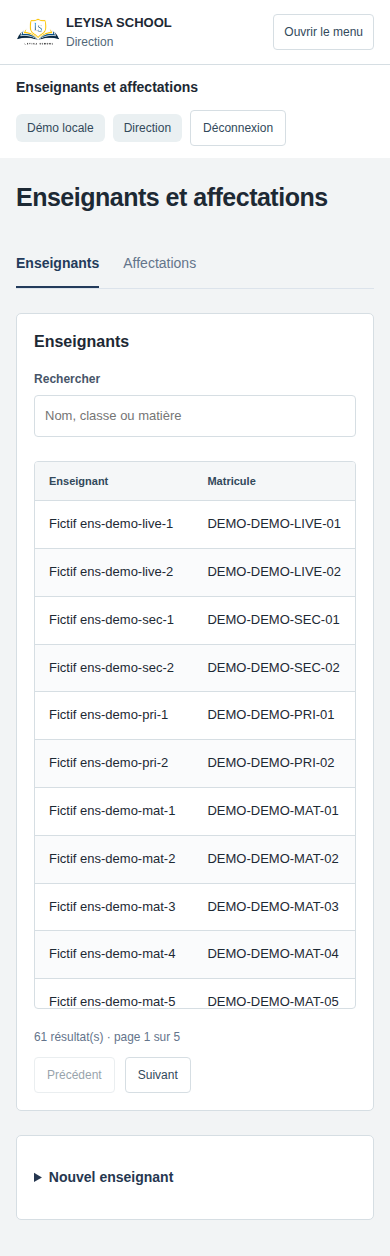 LEYISA SCHOOL
Direction
Ouvrir le menu
Enseignants et affectations
Démo locale
Direction
Déconnexion
Enseignants et affectations
Enseignants
Affectations
Enseignants
Rechercher
Nom, classe ou matière
Enseignant Matricule
Fictif ens-demo-live-1 DEMO-DEMO-LIVE-01
Fictif ens-demo-live-2 DEMO-DEMO-LIVE-02
Fictif ens-demo-sec-1 DEMO-DEMO-SEC-01
Fictif ens-demo-sec-2 DEMO-DEMO-SEC-02
Fictif ens-demo-pri-1 DEMO-DEMO-PRI-01
Fictif ens-demo-pri-2 DEMO-DEMO-PRI-02
Fictif ens-demo-mat-1 DEMO-DEMO-MAT-01
Fictif ens-demo-mat-2 DEMO-DEMO-MAT-02
Fictif ens-demo-mat-3 DEMO-DEMO-MAT-03
Fictif ens-demo-mat-4 DEMO-DEMO-MAT-04
Fictif ens-demo-mat-5 DEMO-DEMO-MAT-05
61 résultat(s) · page 1 sur 5
Précédent
Suivant
Nouvel enseignant